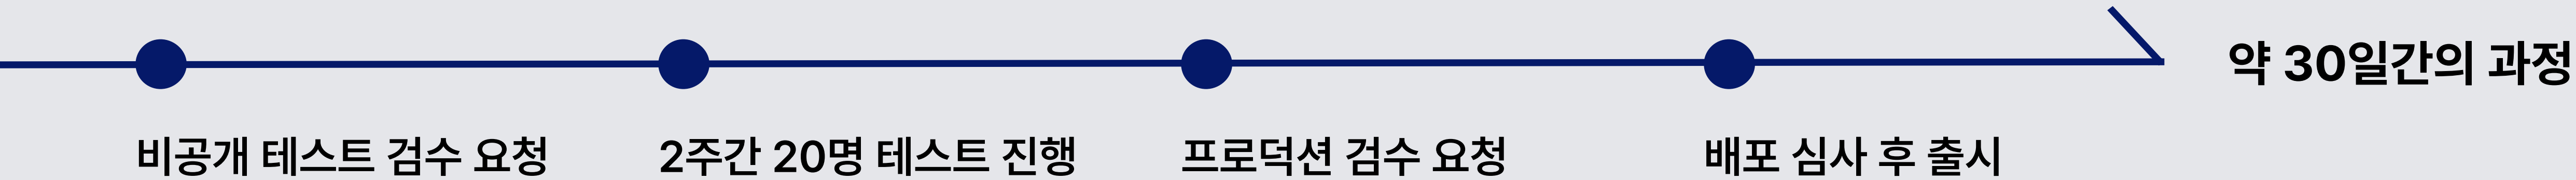 약 30일간의 과정
비공개 테스트 검수 요청
2주간 20명 테스트 진행
프로덕션 검수 요청
배포 심사 후 출시